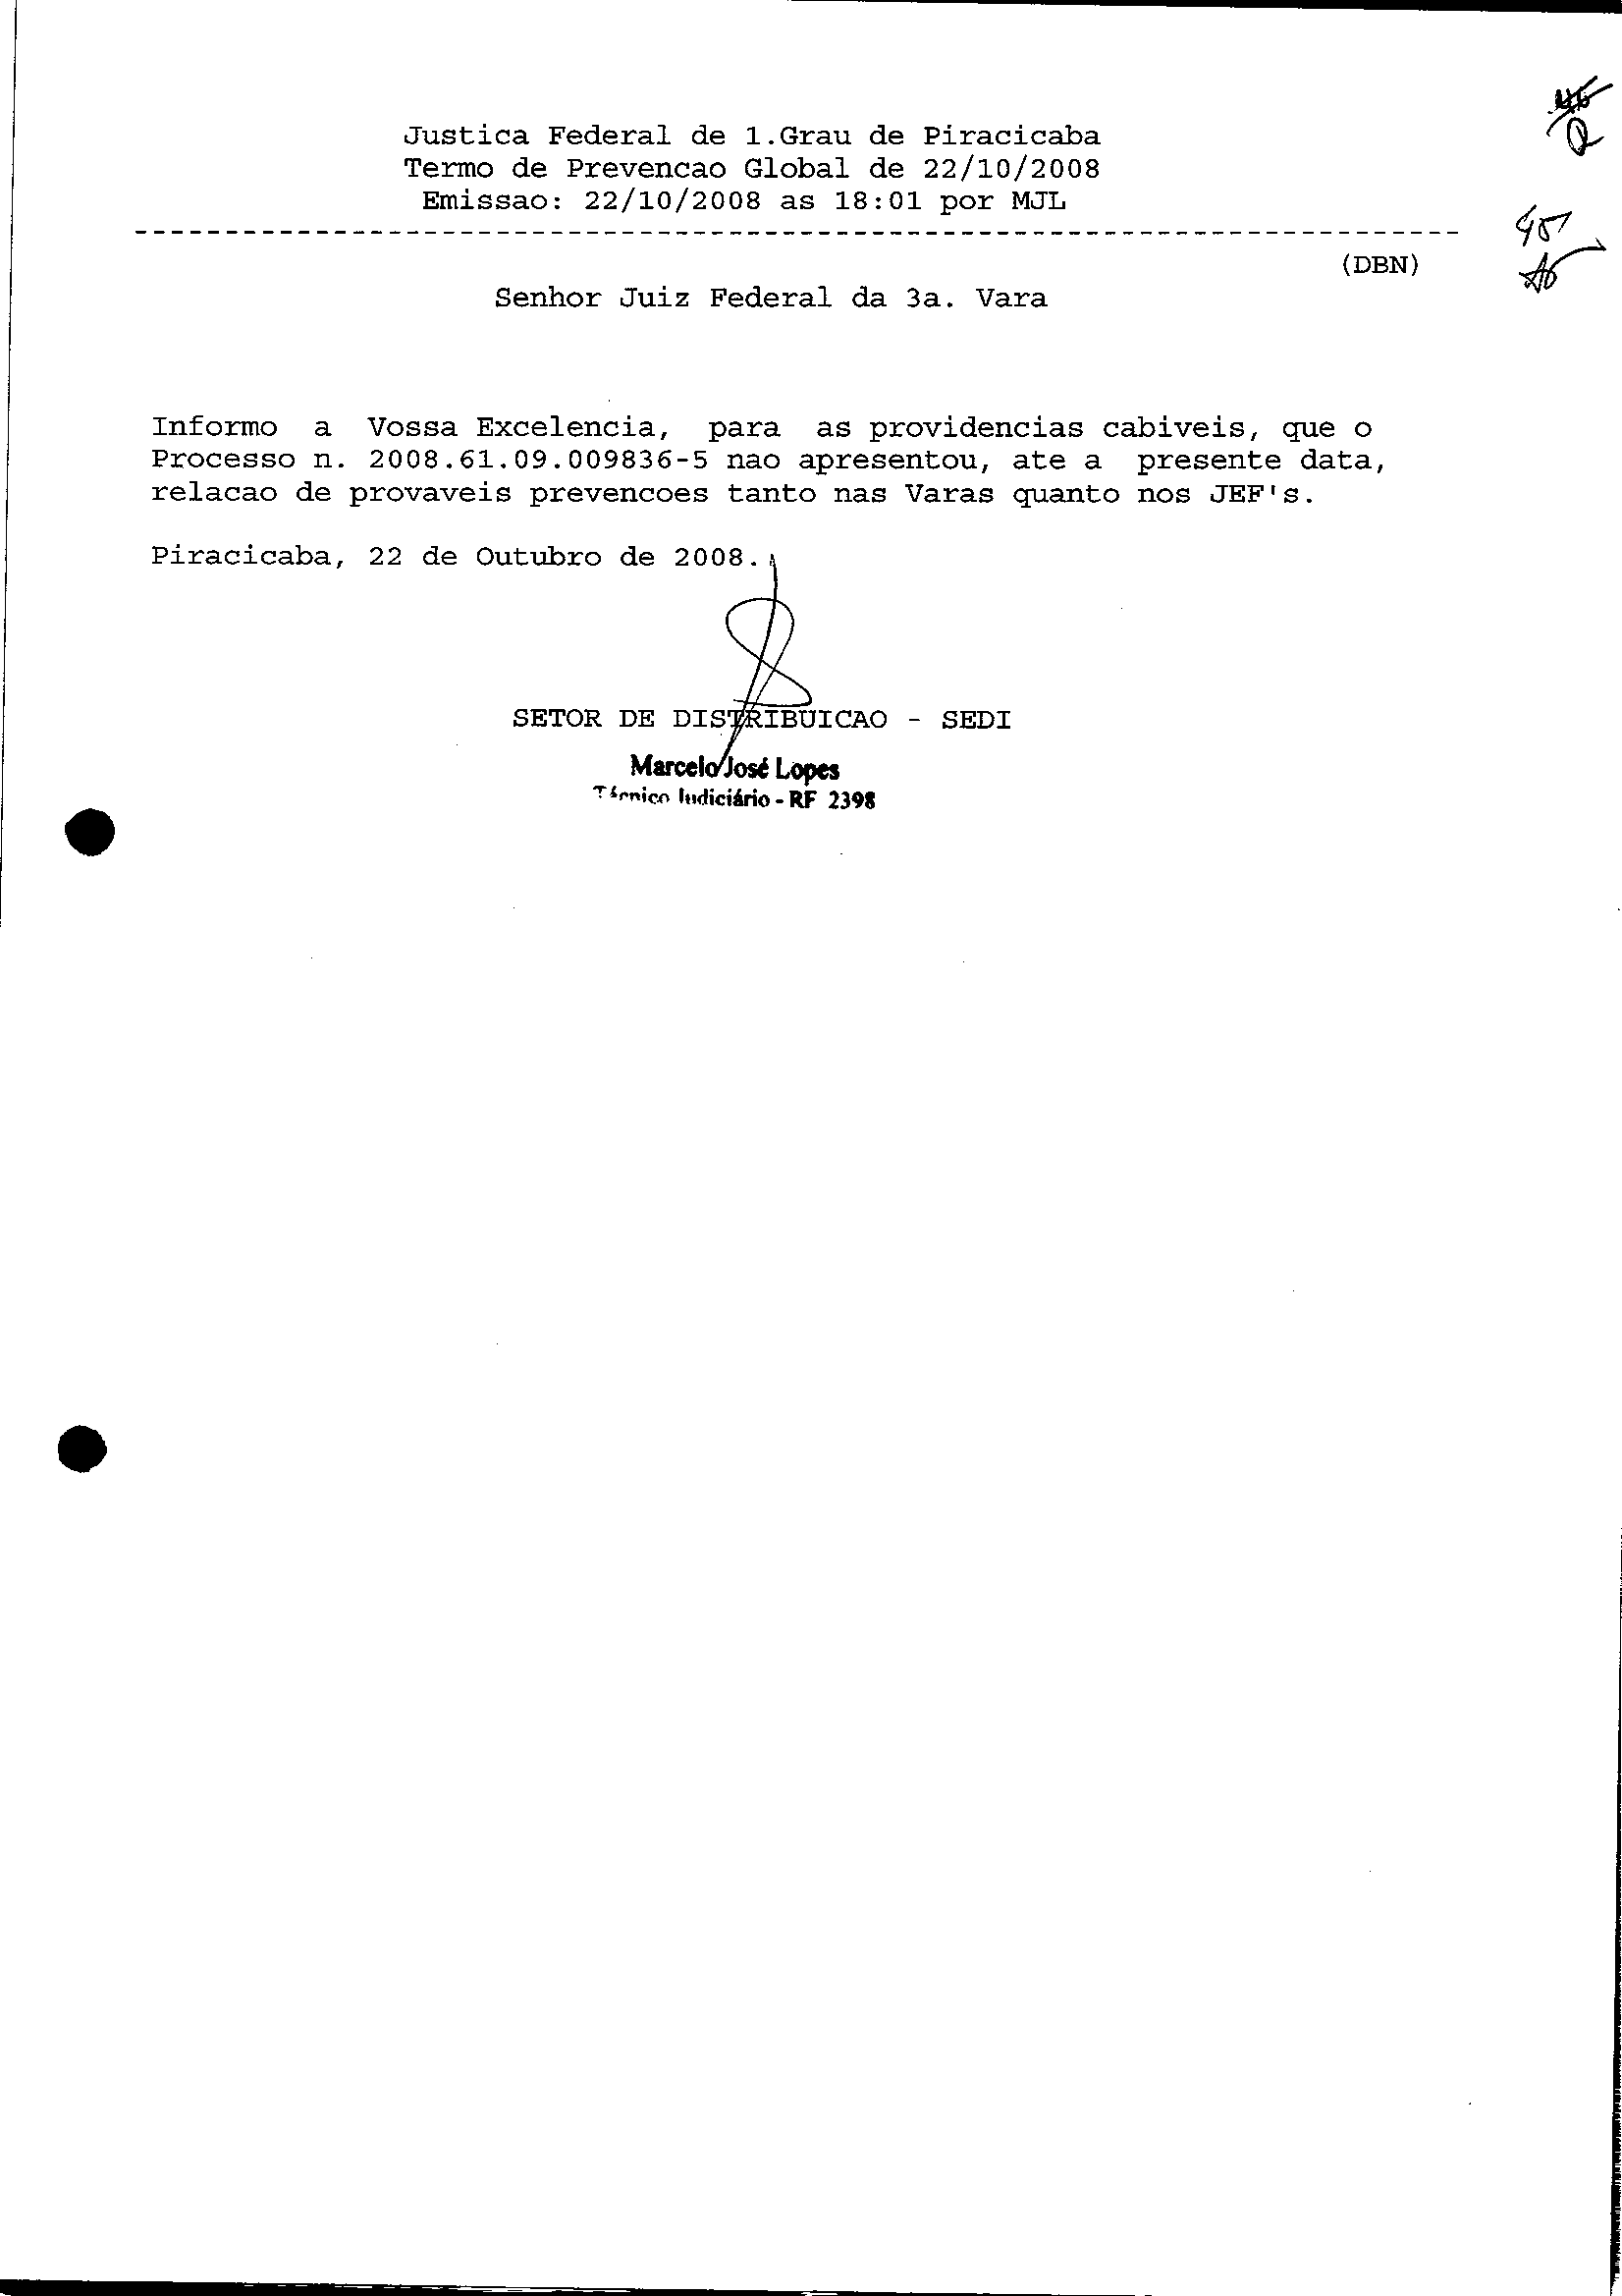 Justica Federal de 1.Grau de Piracicaba
Termo de Prevencao Global de 22/10/2008
Emissao: 22/10/2008 as 18:01 por MJL
(DBN)
Senhor Juiz Federal da 3a. Vara
Informo a Vossa Excelencia, para as providencias cabiveis, que o
Processo n. 2008.61.09.009836-5 nao apresentou, ate a presente data,
relacao de provaveis prevencoes tanto nas Varas quanto nos JEF's.
Piracicaba, 22 de Outubro de 2008.
SETOR DE DISTRIBUICAO - SEDI
Marcelo José Lopes
Técnico Judiciário - RF 2398